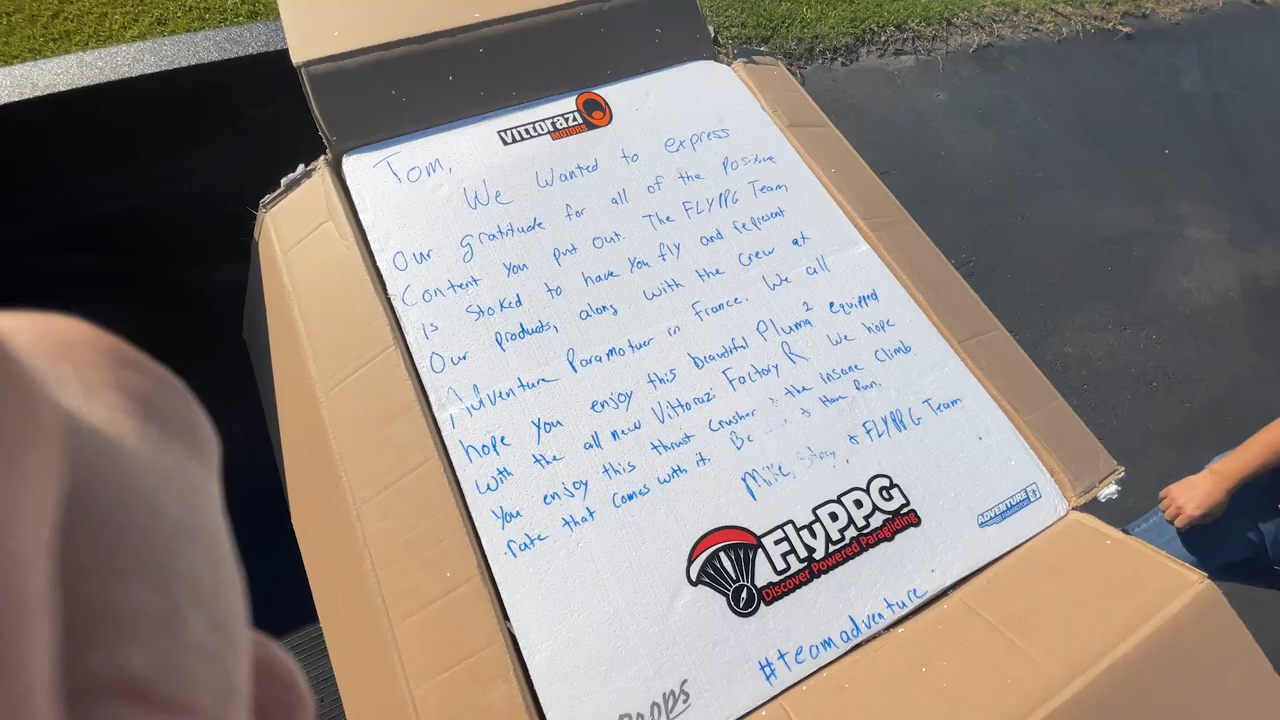 VITTORAZI
MOTORS
Tom,
We Wanted to express
Our gratitude for all of the Positive
Content You put out. The FLYPPG Team
is Stoked to have You fly and represent
Our products, along with the crew at
Adventure Paramotuer in France. We all
hope You enjoy this beautiful Pluma 2 equipped
With the all new Vittorazi Factory R. We hope
You enjoy this thrust crusher & the insane Climb
rate that comes with it. Be & Have Fun.
& FLYPPG Team
FlyPPG
Discover Powered Paragliding
ADVENTURE
PARAMOTORS
#teamadventure
Props